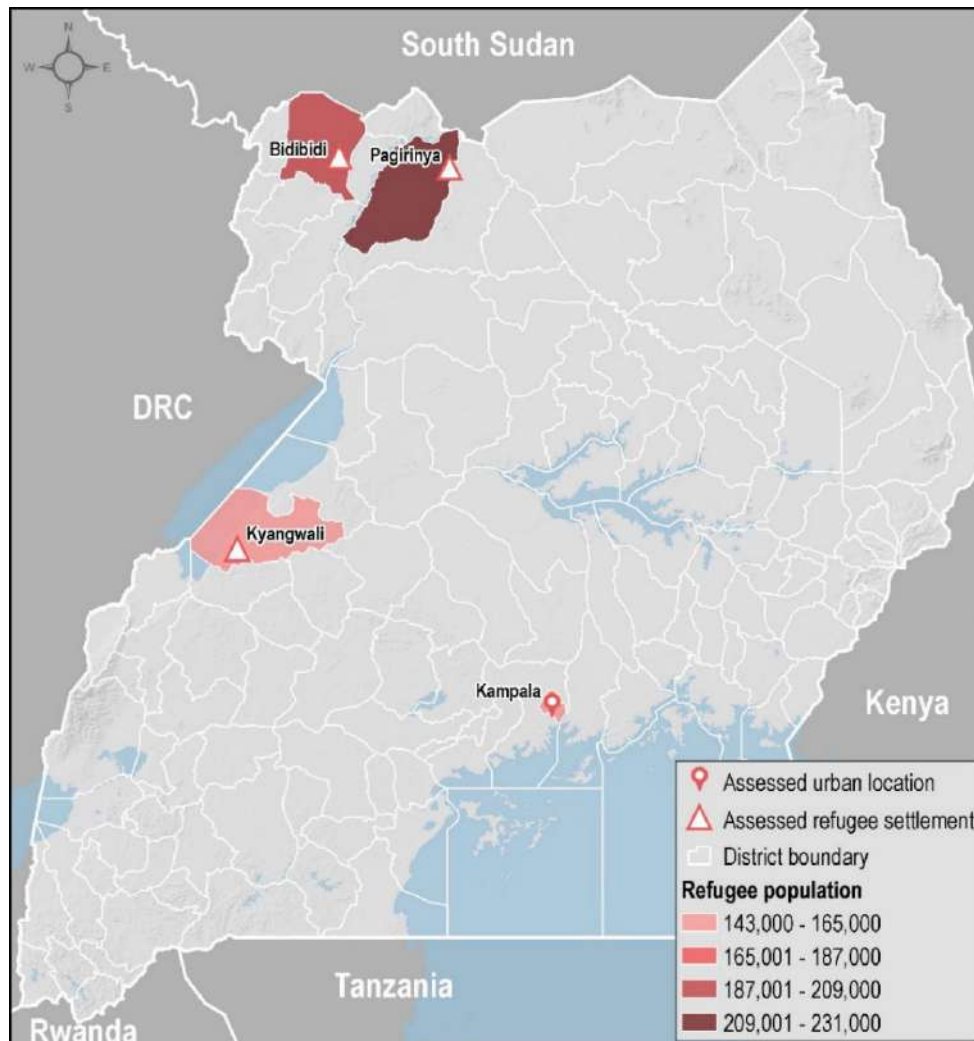 South Sudan
N
W
E
S
Bidibidi
Pagirinya
DRC
Kyangwali
Kampala
Kenya
Assessed urban location
Assessed refugee settlement
District boundary
Refugee population
143,000 - 165,000
165,001 - 187,000
187,001 - 209,000
209,001 - 231,000
Tanzania
Rwanda